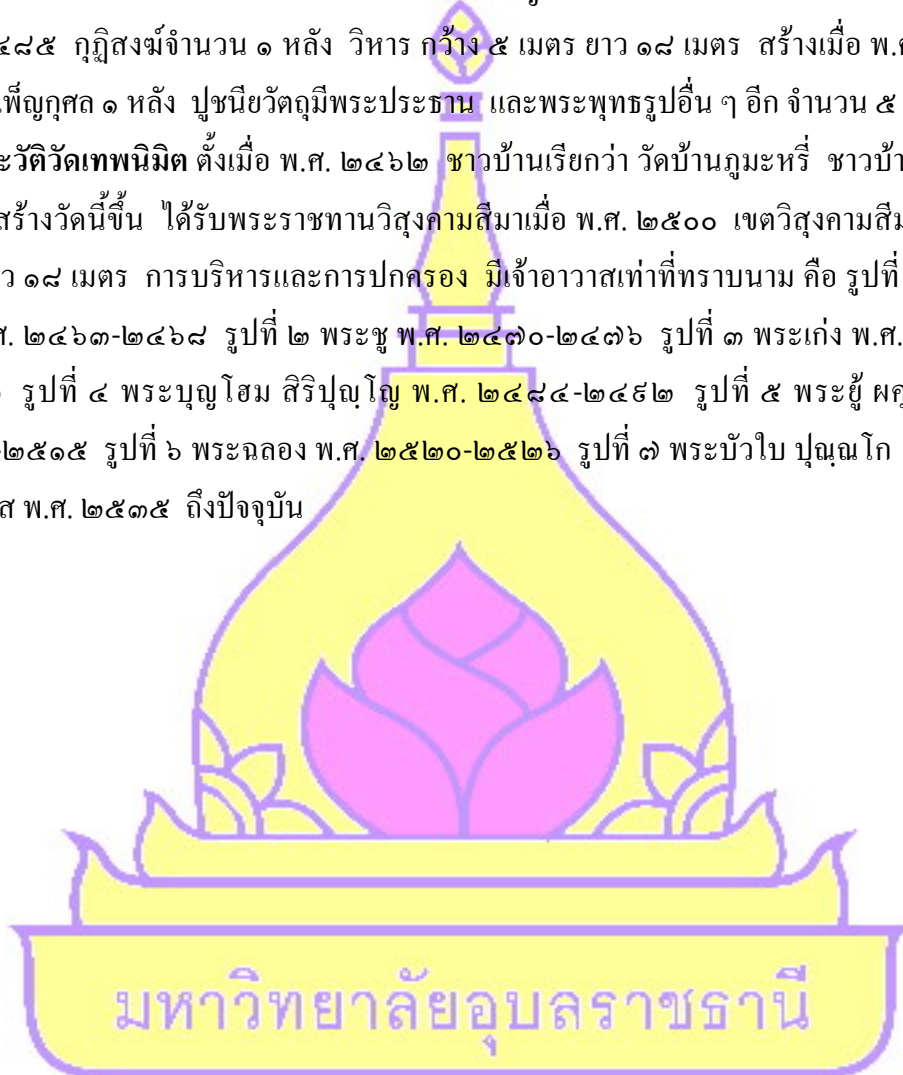 ๔๘๕ กุฏิสงฆ์จำนวน ๑ หลัง วิหาร กว้าง ๕ เมตร ยาว ๑๘ เมตร สร้างเมื่อ พ.ศ
เพ็ญกุศล ๑ หลัง ปูชนียวัตถุมีพระประธาน และพระพุทธรูปอื่น ๆ อีก จำนวน ๕
ะวัติวัดเทพนิมิต ตั้งเมื่อ พ.ศ. ๒๔๖๒ ชาวบ้านเรียกว่า วัดบ้านภูมะหรี่ ชาวบ้า
สร้างวัดนี้ขึ้น ได้รับพระราชทานวิสุงคามสีมาเมื่อ พ.ศ. ๒๕๐๐ เขตวิสุงคามสีม
ว ๑๘ เมตร การบริหารและการปกครอง มีเจ้าอาวาสเท่าที่ทราบนาม คือ รูปที่
ศ. ๒๔๖๓-๒๔๖๘ รูปที่ ๒ พระชู พ.ศ. ๒๔๗๐-๒๔๗๖ รูปที่ ๓ พระเก่ง พ.ศ.
รูปที่ ๔ พระบุญโฮม สิริปุญฺโญ พ.ศ. ๒๔๘๔-๒๔๙๒ รูปที่ ๕ พระยู้ ผคุ
-๒๕๑๕ รูปที่ ๖ พระฉลอง พ.ศ. ๒๕๒๐-๒๕๒๖ รูปที่ ๗ พระบัวใบ ปุณฺณโก
ส พ.ศ. ๒๕๓๕ ถึงปัจจุบัน
มหาวิทยาลัยอุบลราชธานี